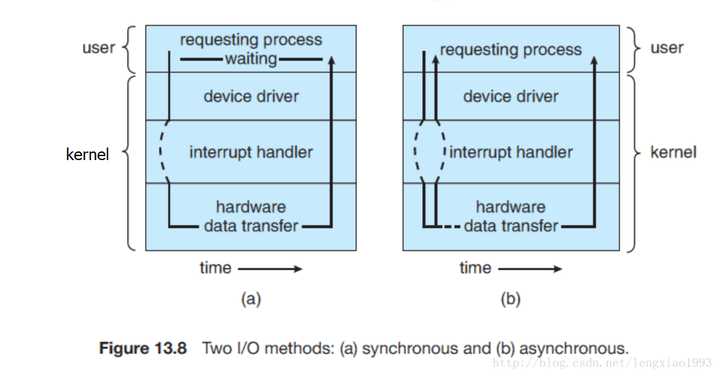 user
requesting process
waiting
device driver
kernel
interrupt handler
hardware
data transfer
time
(a)
requesting process
user
device driver
interrupt handler
kernel
hardware
data transfer
time
(b)
Figure 13.8 Two I/O methods: (a) synchronous and (b) asynchronous.
http://blog.csdn.net/lengxiao1993